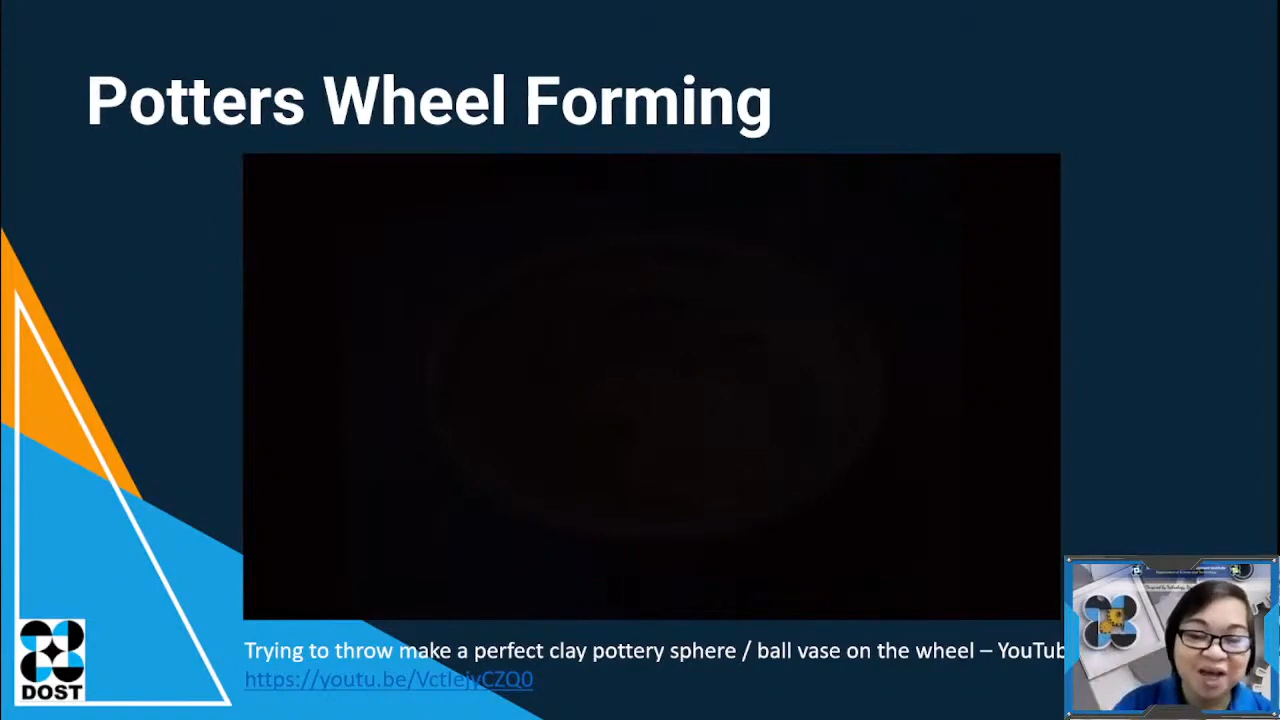 Potters Wheel Forming
Trying to throw make a perfect clay pottery sphere / ball vase on the wheel – YouTub
https://youtu.be/VctlejyCZQ0
DOST